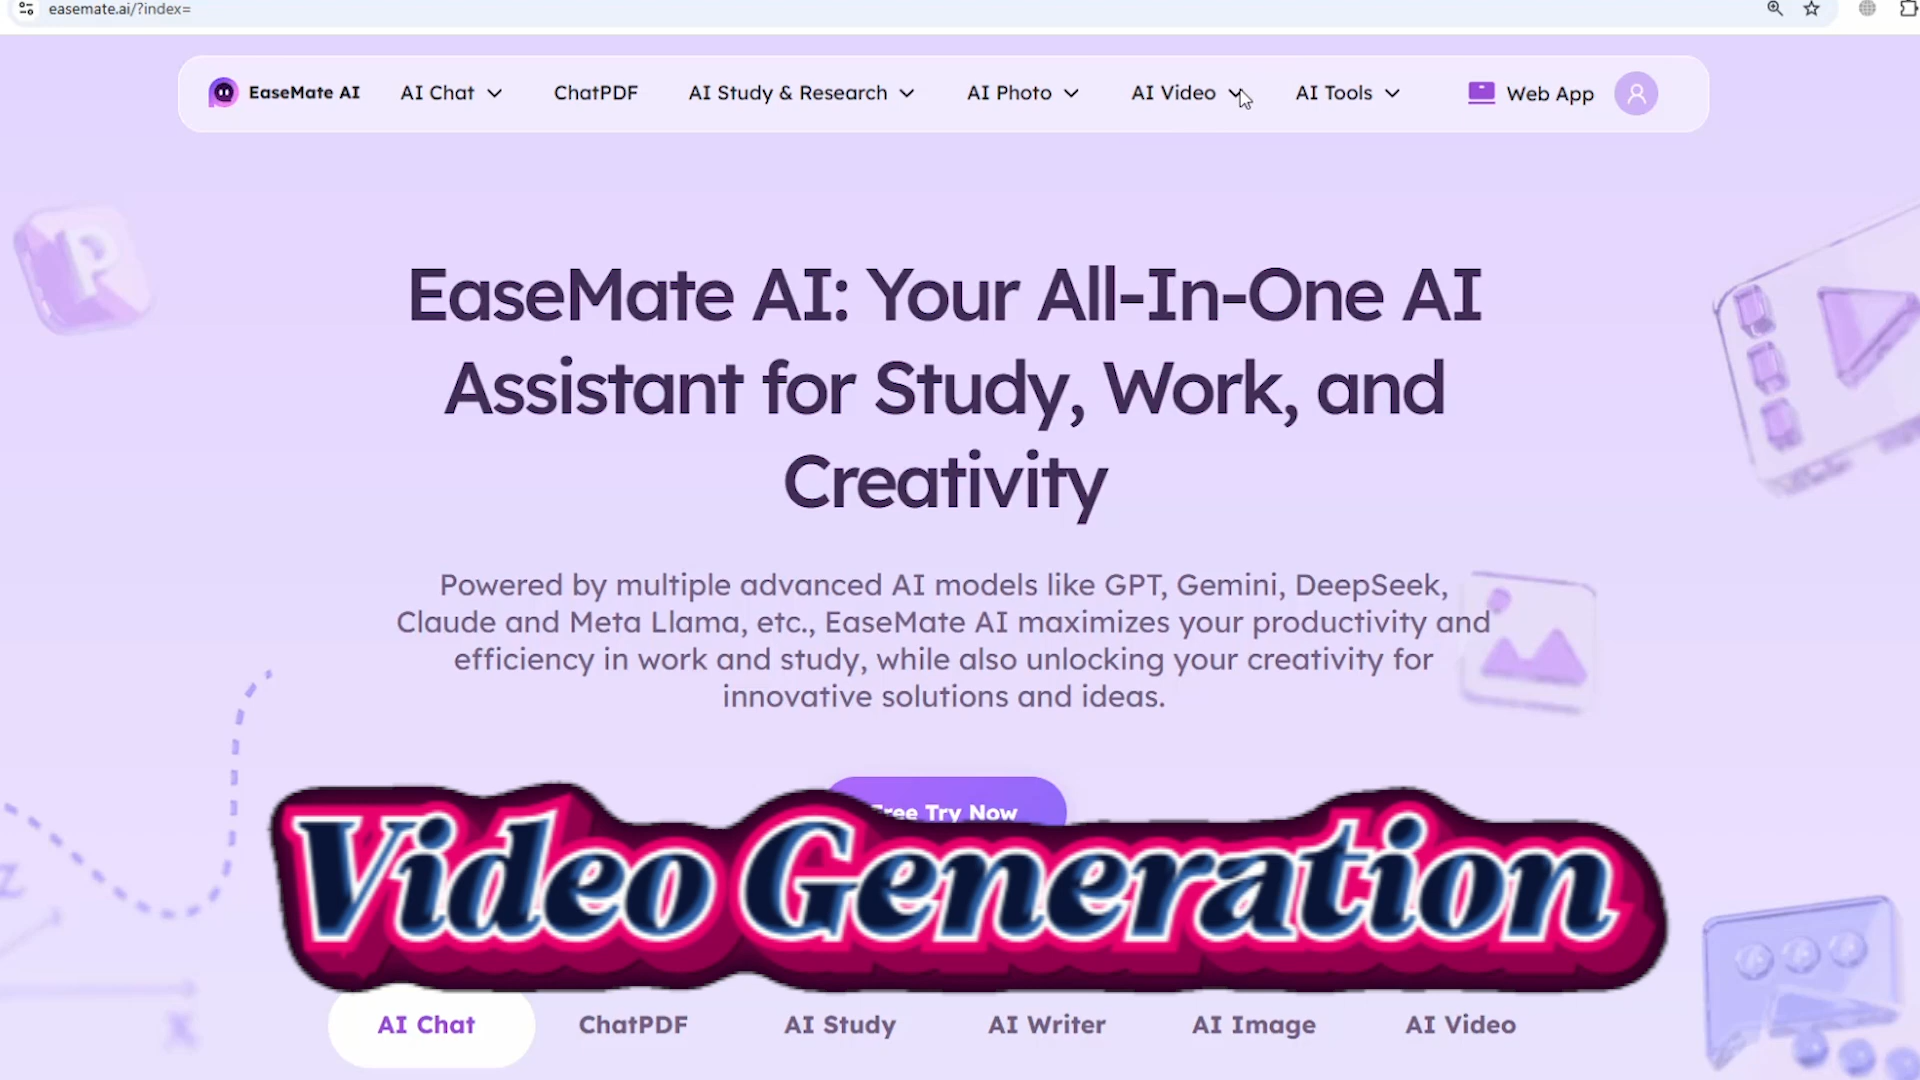 easemate.ai/?index=
EaseMate AI
AI Chat
ChatPDF
AI Study & Research
AI Photo
AI Video
AI Tools
Web App
P
EaseMate AI: Your All-In-One AI
Assistant for Study, Work, and
Creativity
Powered by multiple advanced AI models like GPT, Gemini, DeepSeek,
Claude and Meta Llama, etc., EaseMate AI maximizes your productivity and
efficiency in work and study, while also unlocking your creativity for
innovative solutions and ideas.
Free Try Now
Video Generation
Z
X
AI Chat
ChatPDF
AI Study
AI Writer
AI Image
AI Video